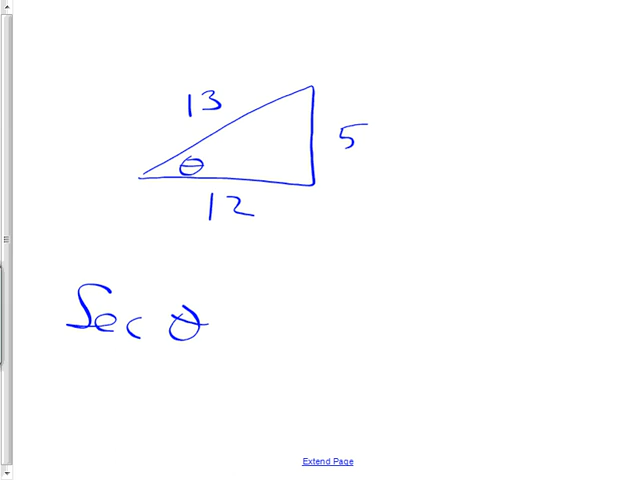 13
5
θ
12
Sec θ
Extend Page